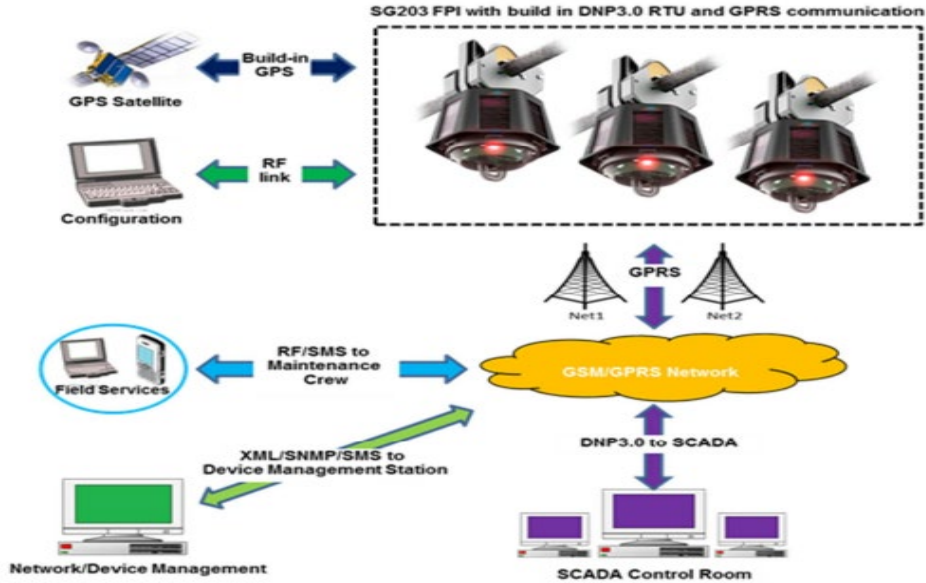 SG203 FPI with build in DNP3.0 RTU and GPRS communication
Build-in
GPS
GPS Satellite
RF
link
Configuration
GPRS
Net1
Net2
RF/SMS to
Maintenance
Crew
Field Services
GSM/GPRS Network
DNP3.0 to SCADA
XML/SNMP/SMS to
Device Management Station
Network/Device Management
SCADA Control Room